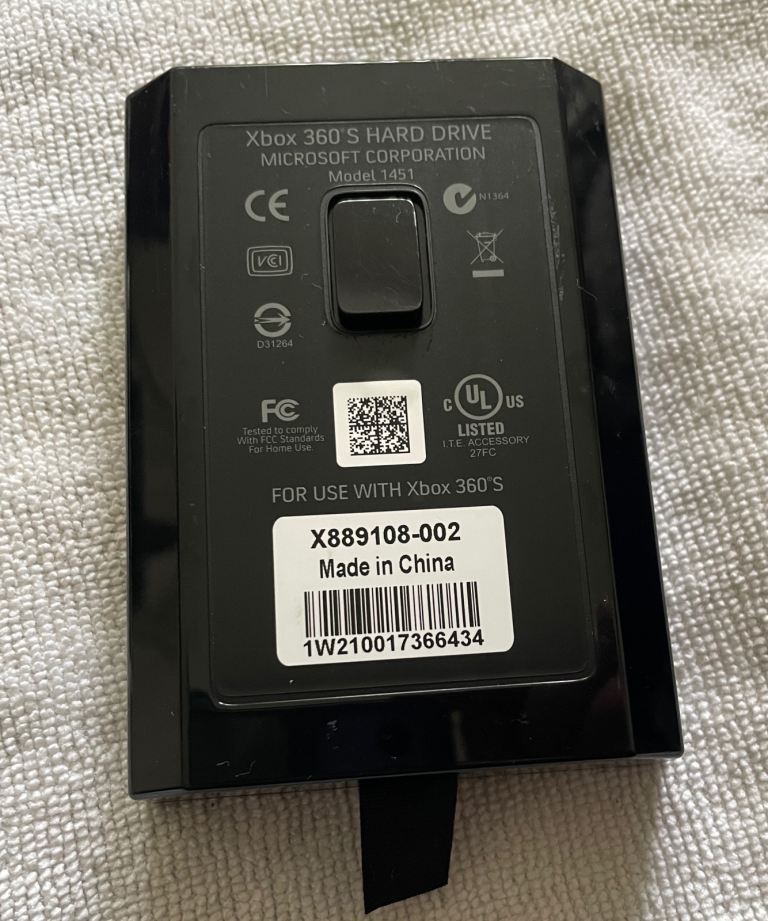 Xbox 360°S HARD DRIVE
MICROSOFT CORPORATION
Model 1451
CE
N1364
VCI
D31264
FC
Tested to comply
With FCC Standards
For Home Use.
C UL US
LISTED
I.T.E. ACCESSORY
27FC
FOR USE WITH Xbox 360°S
X889108-002
Made in China
1W210017366434